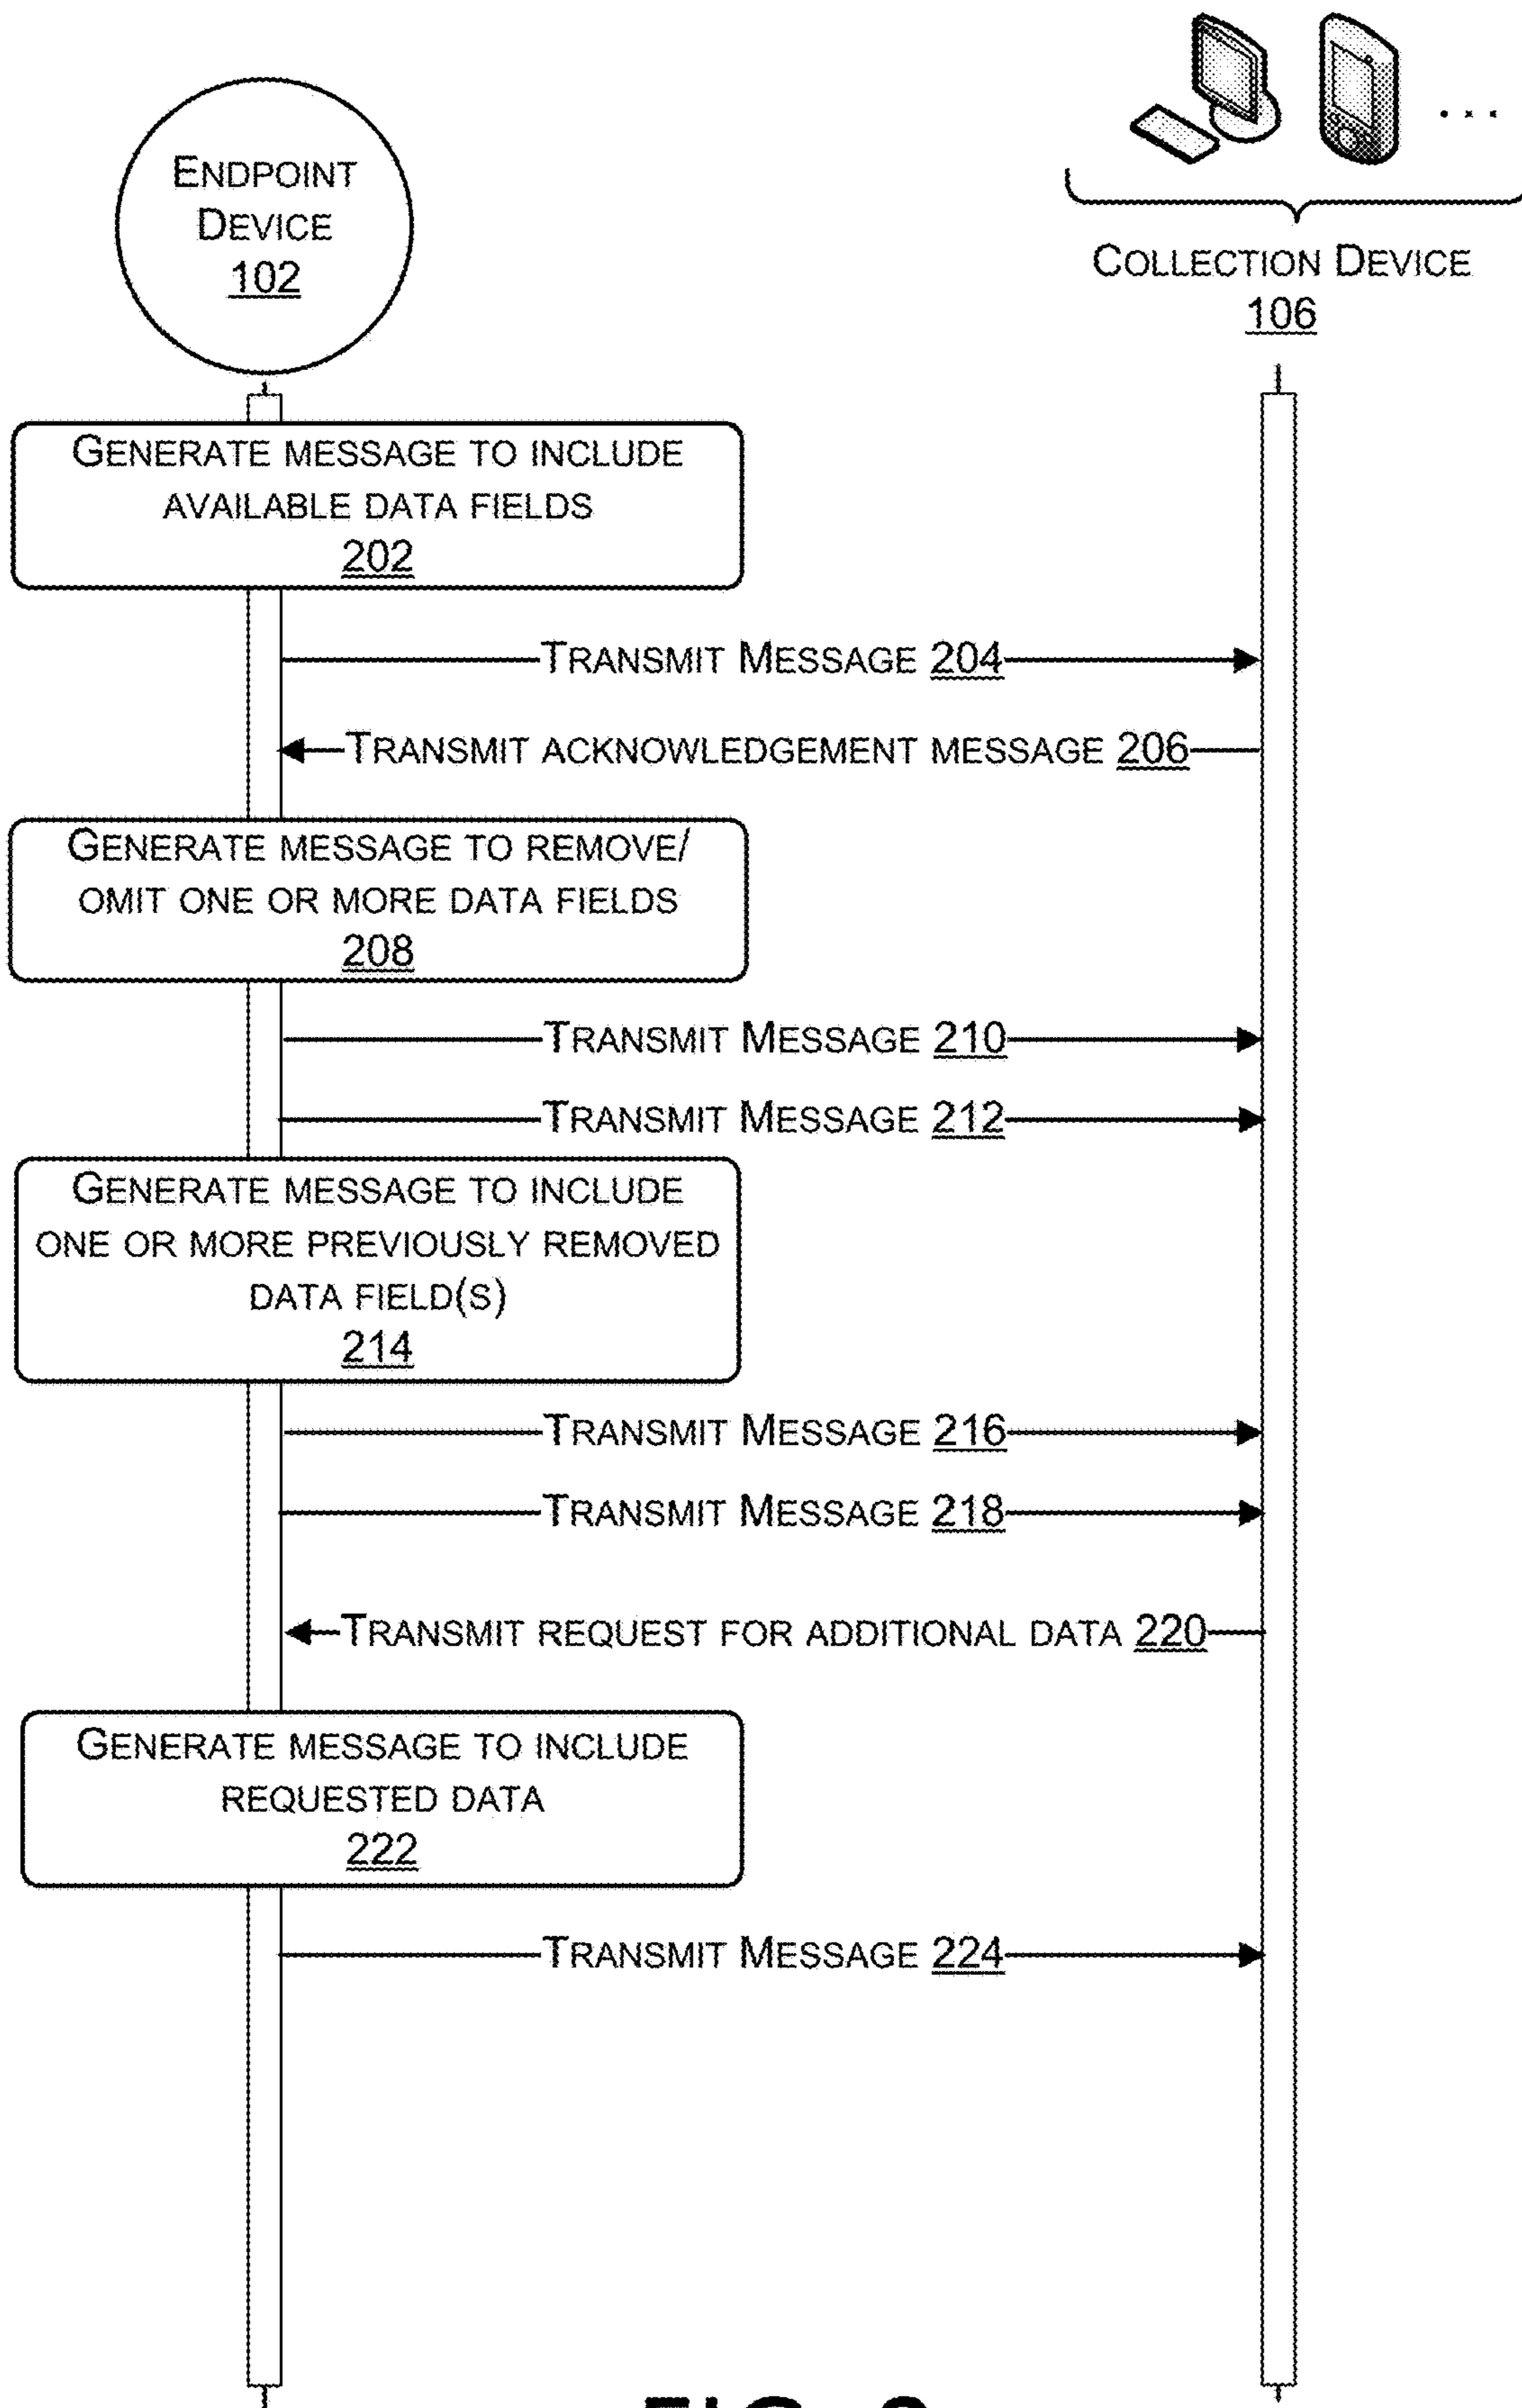 ENDPOINT
DEVICE
102
COLLECTION DEVICE
106
GENERATE MESSAGE TO INCLUDE
AVAILABLE DATA FIELDS
202
TRANSMIT MESSAGE 204
TRANSMIT ACKNOWLEDGEMENT MESSAGE 206
GENERATE MESSAGE TO REMOVE/
OMIT ONE OR MORE DATA FIELDS
208
TRANSMIT MESSAGE 210
TRANSMIT MESSAGE 212
GENERATE MESSAGE TO INCLUDE
ONE OR MORE PREVIOUSLY REMOVED
DATA FIELD(S)
214
TRANSMIT MESSAGE 216
TRANSMIT MESSAGE 218
TRANSMIT REQUEST FOR ADDITIONAL DATA 220
GENERATE MESSAGE TO INCLUDE
REQUESTED DATA
222
TRANSMIT MESSAGE 224